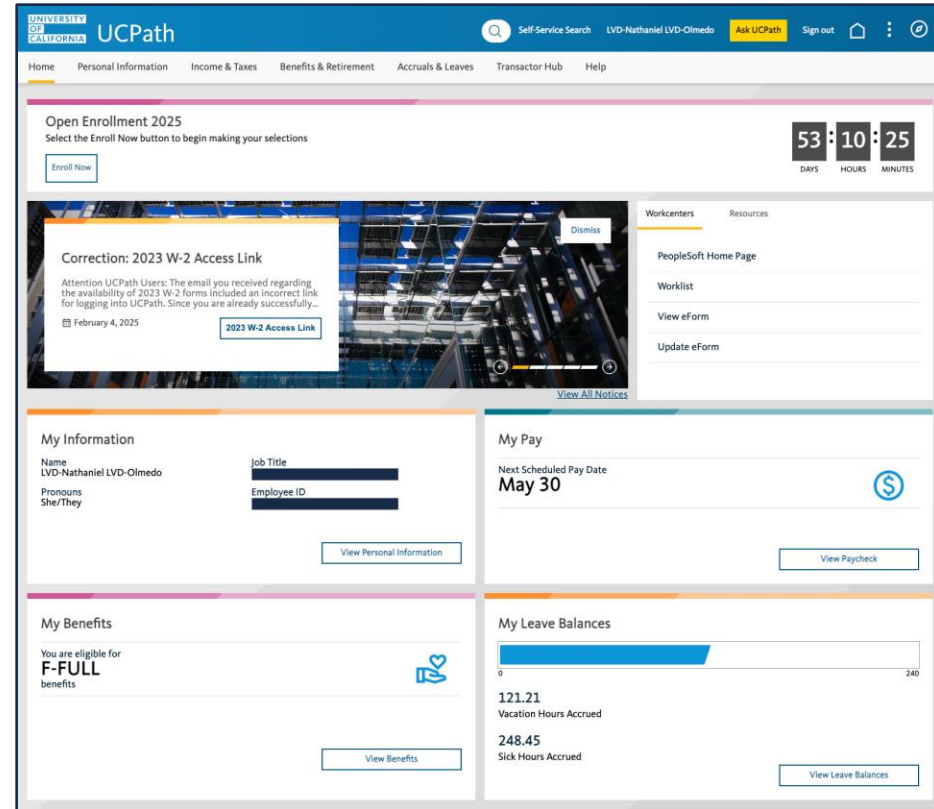 UNIVERSITY
OF
CALIFORNIA
UCPath
Self-Service Search
LVD-Nathaniel LVD-Olmedo
Ask UCPath
Sign out
Home
Personal Information
Income & Taxes
Benefits & Retirement
Accruals & Leaves
Transactor Hub
Help
Open Enrollment 2025
Select the Enroll Now button to begin making your selections
Enroll Now
53 : 10 : 25
DAYS HOURS MINUTES
Dismiss
Correction: 2023 W-2 Access Link
Attention UCPath Users: The email you received regarding
the availability of 2023 W-2 forms included an incorrect link
for logging into UCPath. Since you are already successfully...
February 4, 2025
2023 W-2 Access Link
View All Notices
Workcenters
Resources
PeopleSoft Home Page
Worklist
View eForm
Update eForm
My Information
Name
LVD-Nathaniel LVD-Olmedo
Job Title
Pronouns
She/They
Employee ID
View Personal Information
My Pay
Next Scheduled Pay Date
May 30
View Paycheck
My Benefits
You are eligible for
F-FULL
benefits
View Benefits
My Leave Balances
0
240
121.21
Vacation Hours Accrued
248.45
Sick Hours Accrued
View Leave Balances